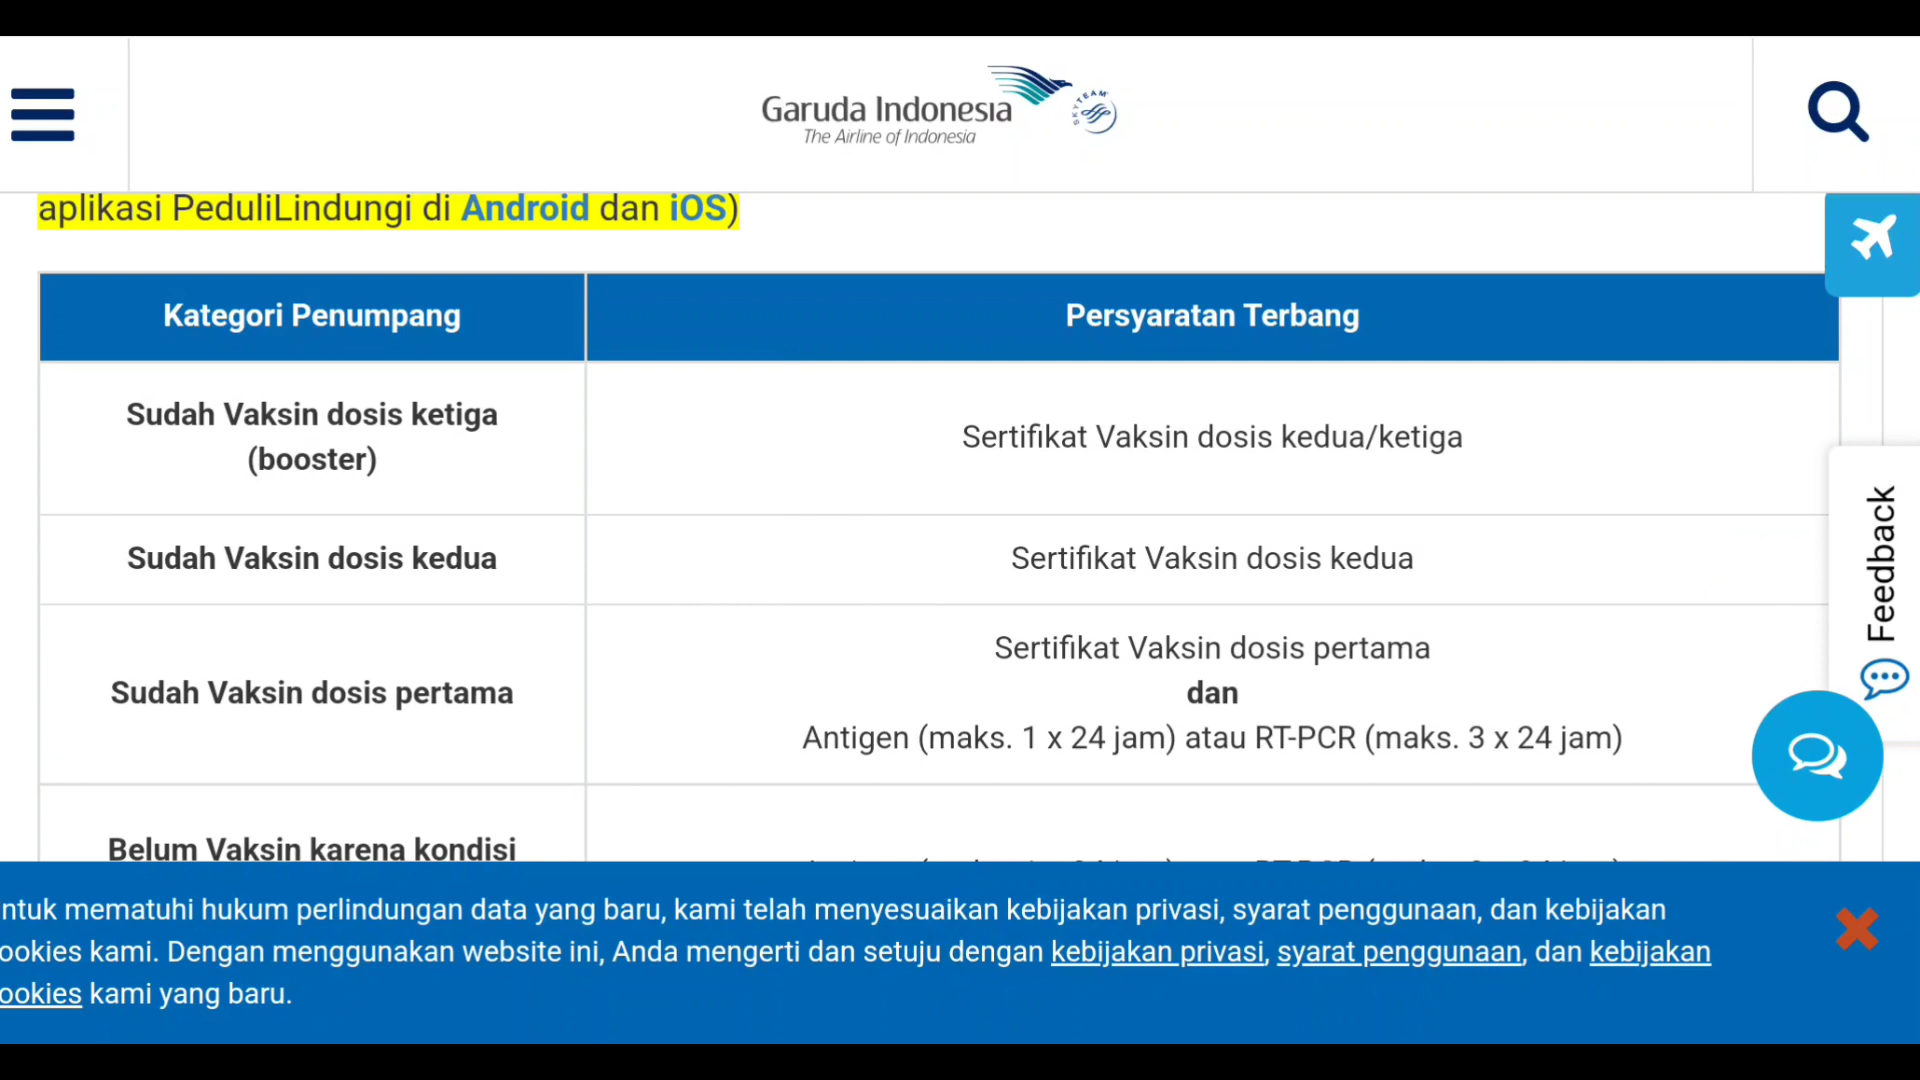 Garuda Indonesia
The Airline of Indonesia
SKYTEAM
aplikasi PeduliLindungi di Android dan iOS)
Kategori Penumpang
Persyaratan Terbang
Sudah Vaksin dosis ketiga
(booster)
Sertifikat Vaksin dosis kedua/ketiga
Sudah Vaksin dosis kedua
Sertifikat Vaksin dosis kedua
Sudah Vaksin dosis pertama
Sertifikat Vaksin dosis pertama
dan
Antigen (maks. 1 x 24 jam) atau RT-PCR (maks. 3 x 24 jam)
Belum Vaksin karena kondisi
Feedback
ntuk mematuhi hukum perlindungan data yang baru, kami telah menyesuaikan kebijakan privasi, syarat penggunaan, dan kebijakan
ookies kami. Dengan menggunakan website ini, Anda mengerti dan setuju dengan kebijakan privasi, syarat penggunaan, dan kebijakan
ookies kami yang baru.